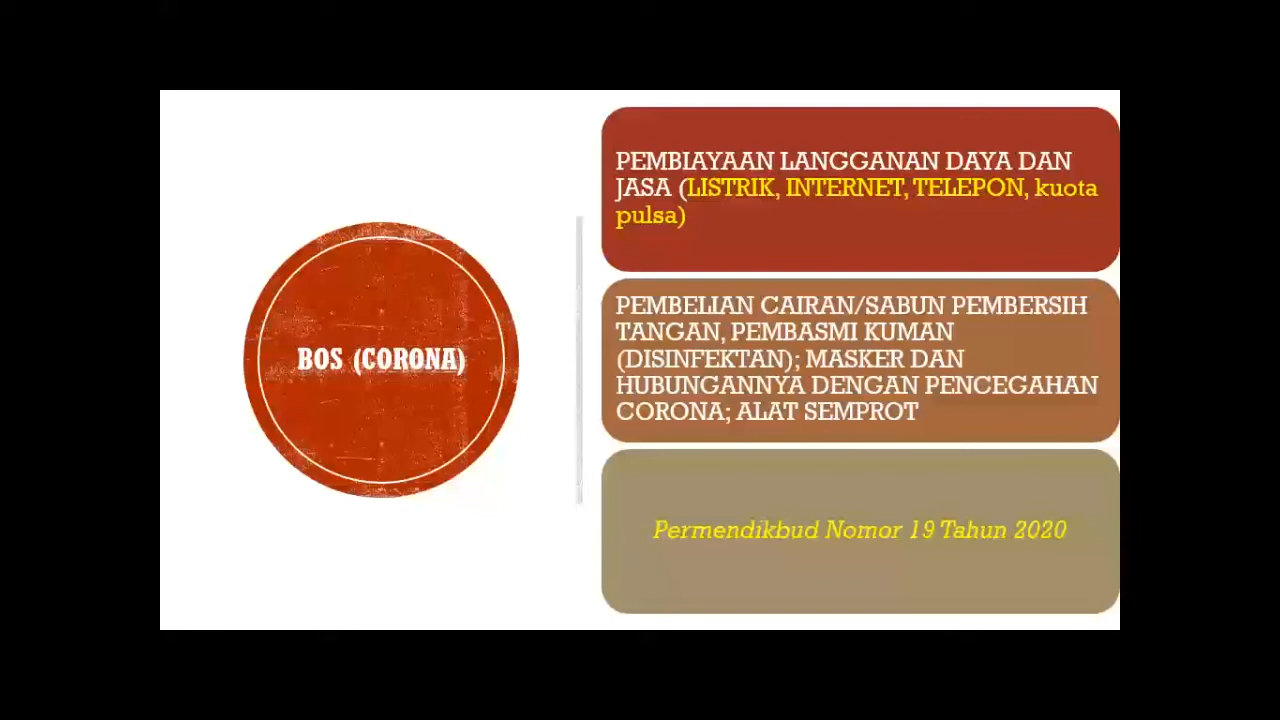 BOS (CORONA)
PEMBIAYAAN LANGGANAN DAYA DAN
JASA (LISTRIK, INTERNET, TELEPON, kuota
pulsa)
PEMBELIAN CAIRAN/SABUN PEMBERSIH
TANGAN, PEMBASMI KUMAN
(DISINFEKTAN); MASKER DAN
HUBUNGANNYA DENGAN PENCEGAHAN
CORONA; ALAT SEMPROT
Permendikbud Nomor 19 Tahun 2020